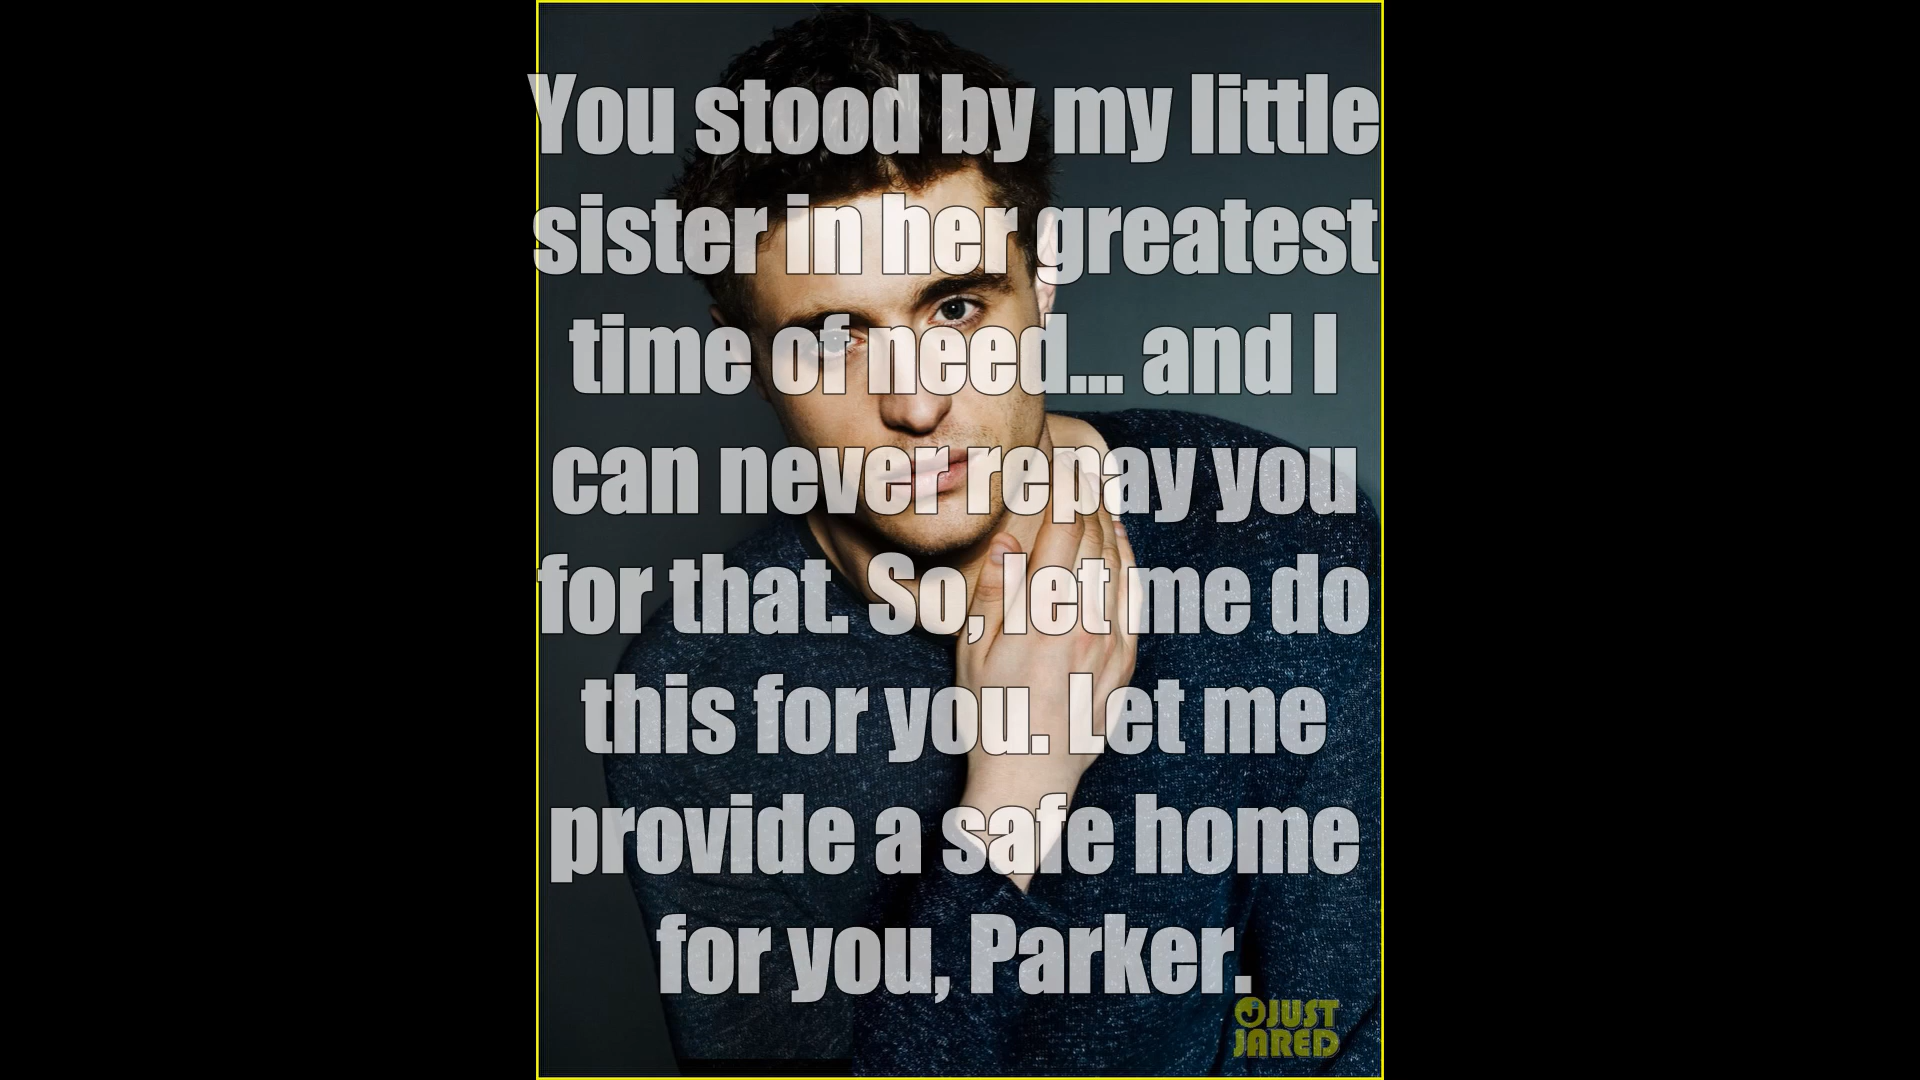 You stood by my little
sister in her greatest
time of need... and I
can never repay you
for that. So, let me do
this for you. Let me
provide a safe home
for you, Parker.
JUST
JARED